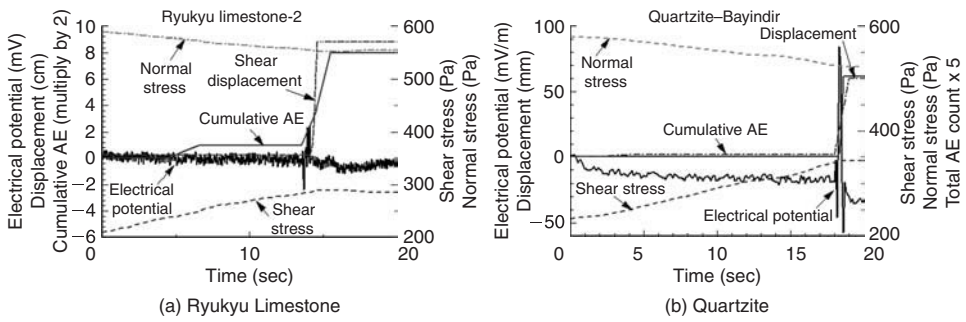 Ryukyu limestone-2
Electrical potential (mV)
Displacement (cm)
Cumulative AE (multiply by 2)
10
8
6
4
2
0
−2
−4
−6
Normal
stress
Shear
displacement
Cumulative AE
Electrical
potential
Shear
stress
600
500
400
300
200
Shear stress (Pa)
Normal stress (Pa)
0
5
10
15
20
Time (sec)
(a) Ryukyu Limestone
Quartzite–Bayindir
Electrical potential (mV/m)
Displacement (mm)
100
50
0
−50
Displacement
Normal
stress
Cumulative AE
Shear stress
Electrical potential
600
500
400
300
200
Shear stress (Pa)
Normal stress (Pa)
Total AE count x 5
0
5
10
15
20
Time (sec)
(b) Quartzite